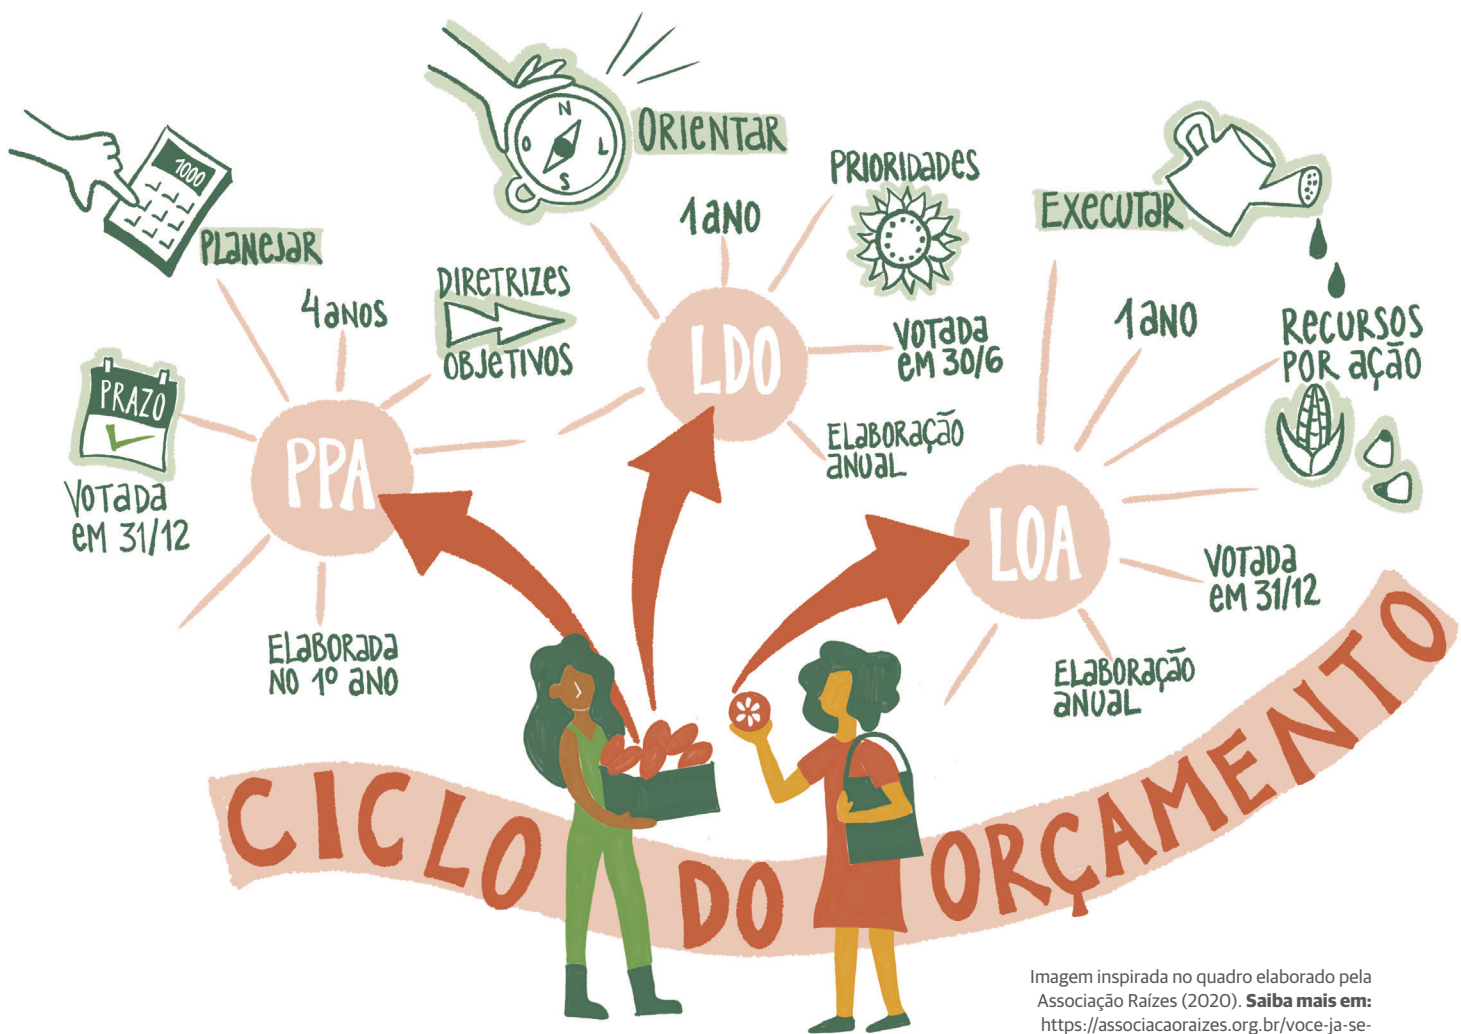 1000
PLANEJAR
4 ANOS
DIRETRIZES
OBJETIVOS
PRAZO
VOTADA
EM 31/12
PPA
ELABORADA
NO 1º ANO
N
O
L
S
ORIENTAR
1 ANO
PRIORIDADES
LDO
VOTADA
EM 30/6
ELABORAÇÃO
ANUAL
EXECUTAR
1 ANO
RECURSOS
POR AÇÃO
LOA
VOTADA
EM 31/12
ELABORAÇÃO
ANUAL
CICLO DO ORÇAMENTO
Imagem inspirada no quadro elaborado pela
Associação Raízes (2020). Saiba mais em:
https://associacaoraizes.org.br/voce-ja-se-